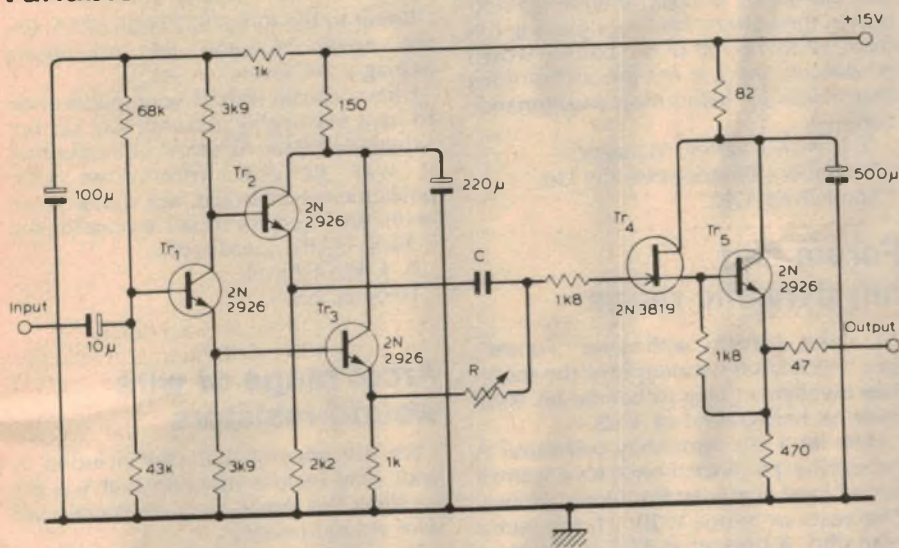 +15V
1k
68k
3k9
150
82
Tr2
100μ
2N
2926
220μ
500μ
Tr4
Tr5
Tr1
C
2N
2926
Input
2N
2926
1k8
2N 3819
Tr3
10μ
2N
2926
1k8
Output
47
R
43k
3k9
2k2
1k
470